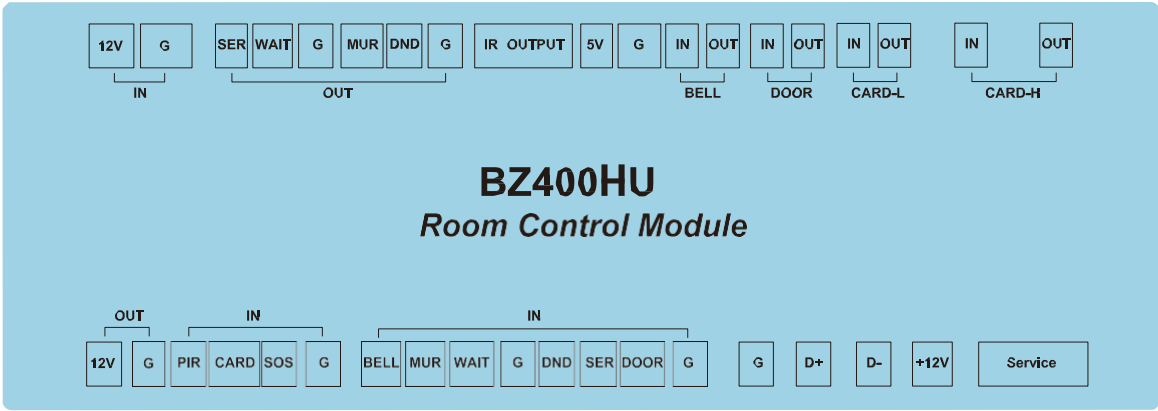 12V G SER WAIT G MUR DND G IR OUTPUT 5V G IN OUT IN OUT IN OUT IN OUT
IN OUT BELL DOOR CARD-L CARD-H
BZ400HU
Room Control Module
OUT IN IN
12V G PIR CARD SOS G BELL MUR WAIT G DND SER DOOR G G D+ D- +12V Service